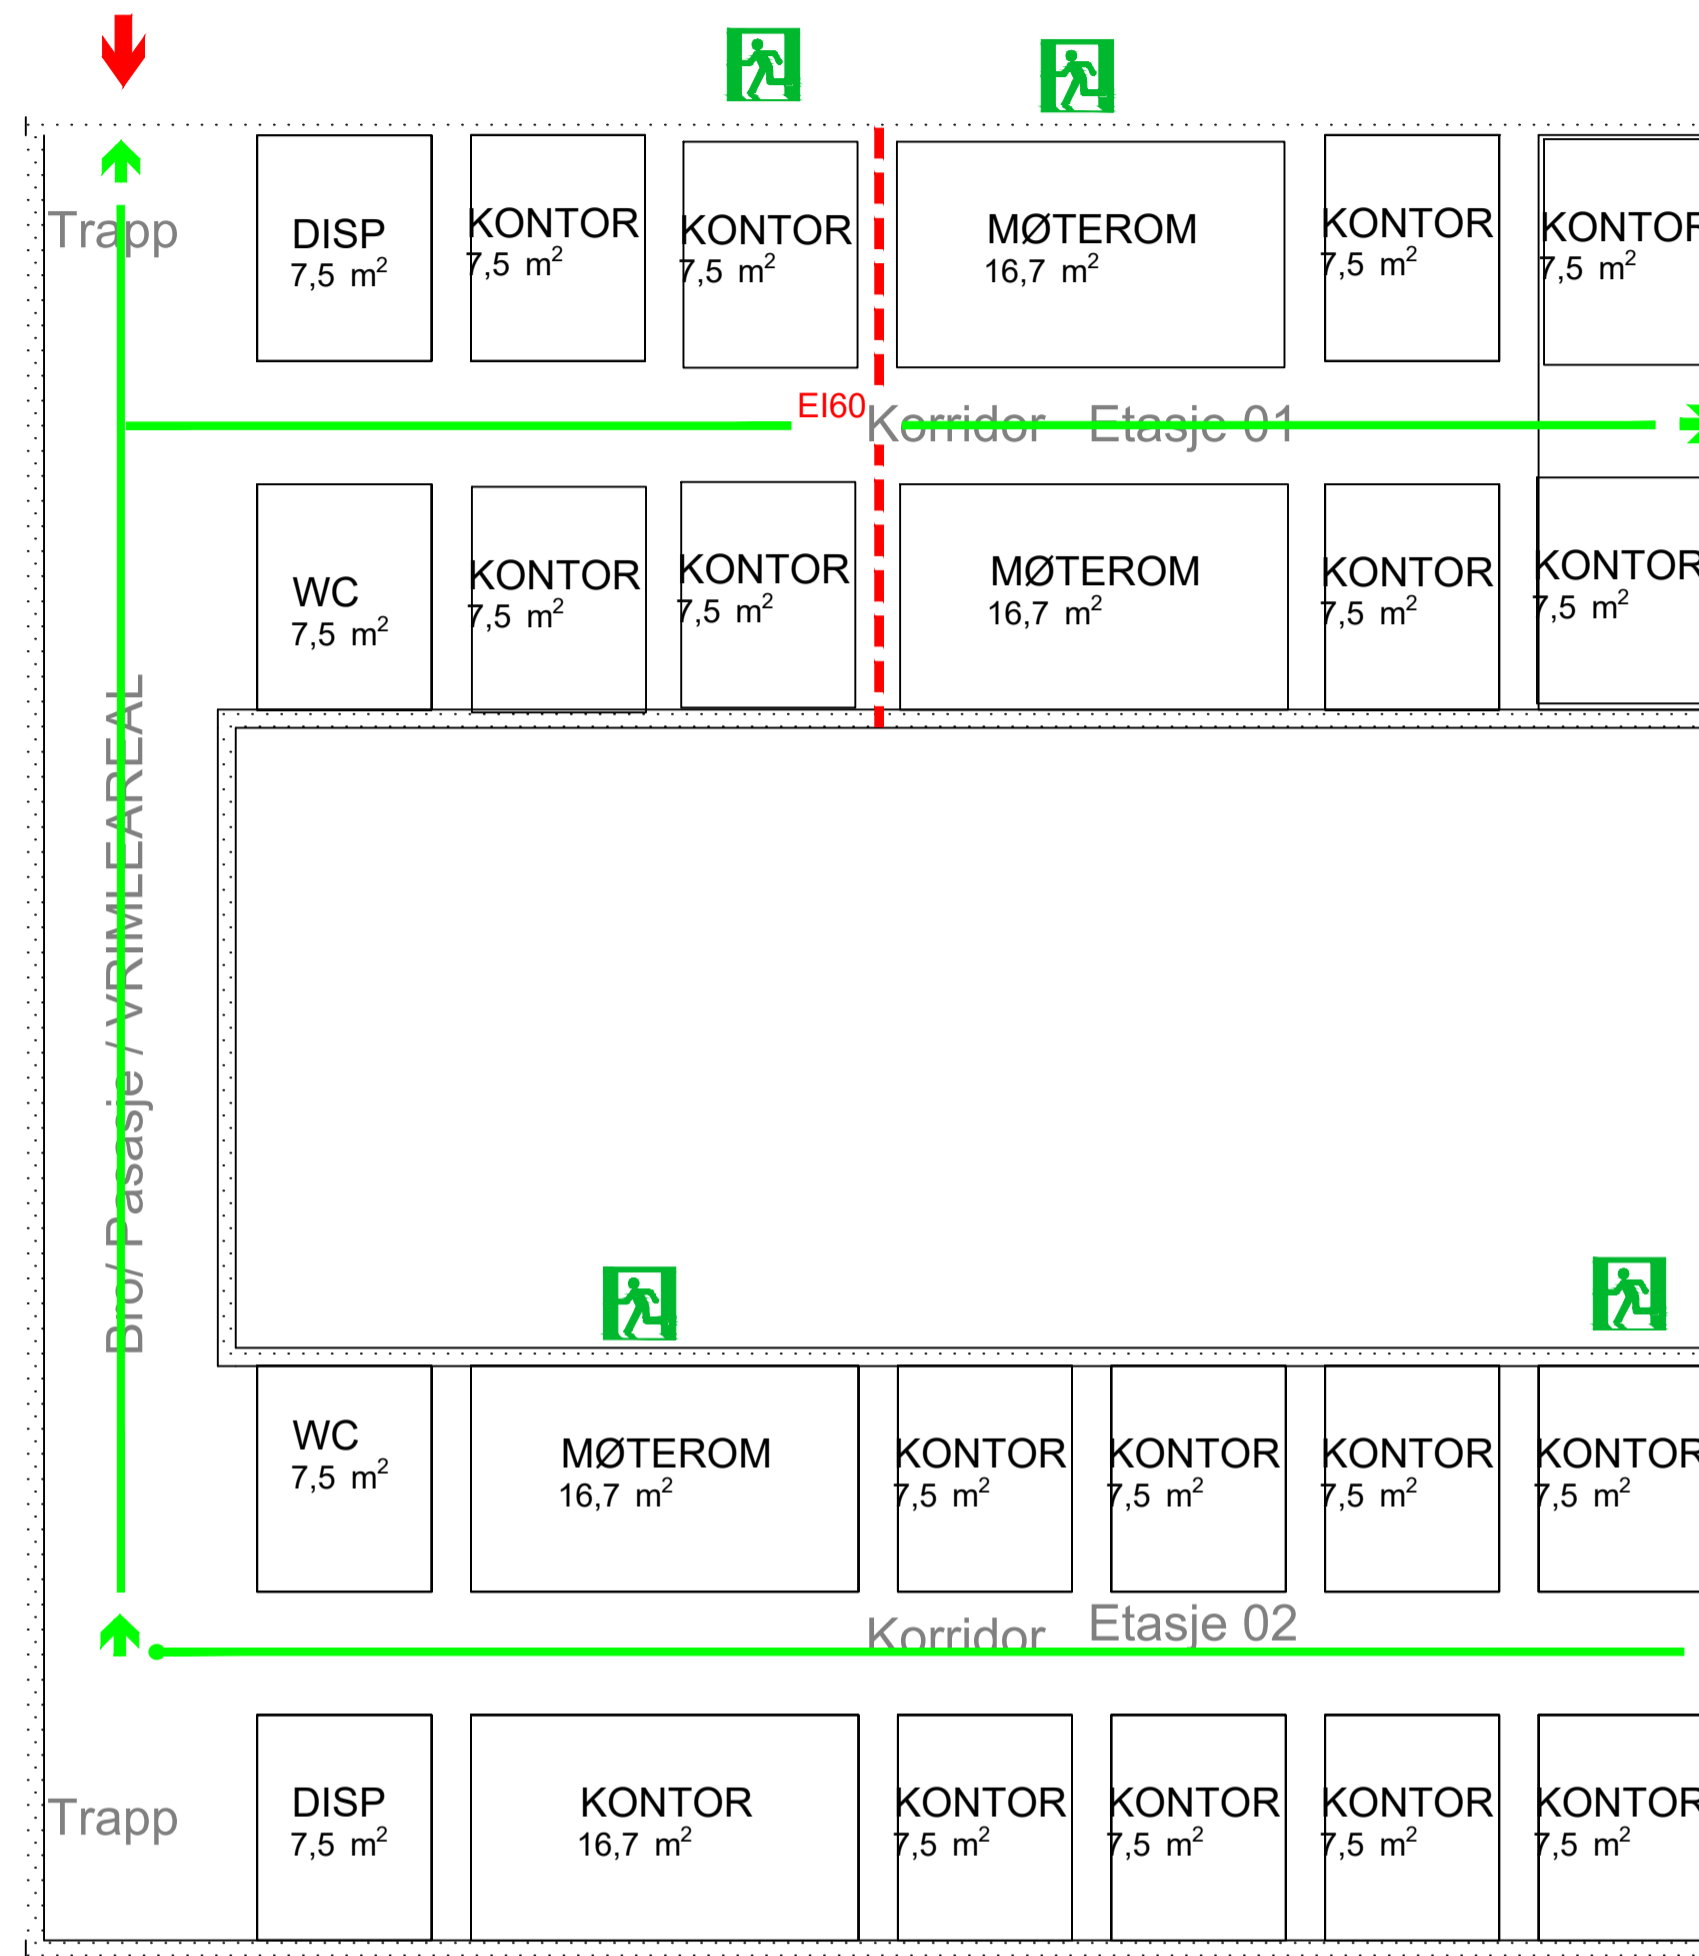 Trapp
DISP
7,5 m²
KONTOR
7,5 m²
KONTOR
7,5 m²
MØTEROM
16,7 m²
KONTOR
7,5 m²
KONTOR
7,5 m²
EI60
Korridor Etasje 01
WC
7,5 m²
KONTOR
7,5 m²
KONTOR
7,5 m²
MØTEROM
16,7 m²
KONTOR
7,5 m²
KONTOR
7,5 m²
Bro/ Pasasje / VRIMLEAREAL
WC
7,5 m²
MØTEROM
16,7 m²
KONTOR
7,5 m²
KONTOR
7,5 m²
KONTOR
7,5 m²
KONTOR
7,5 m²
Korridor Etasje 02
Trapp
DISP
7,5 m²
KONTOR
16,7 m²
KONTOR
7,5 m²
KONTOR
7,5 m²
KONTOR
7,5 m²
KONTOR
7,5 m²